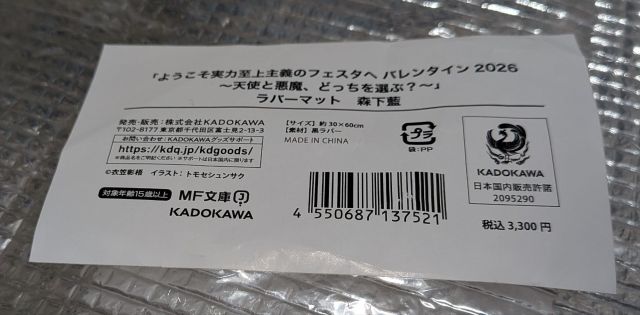 「ようこそ実力至上主義のフェスタへ バレンタイン 2026
～天使と悪魔、どっちを選ぶ？～」
ラバーマット 森下藍
発売・販売：株式会社KADOKAWA
〒102-8177 東京都千代田区富士見2-13-3
お問い合わせ：KADOKAWAグッズサポート
https://kdq.jp/kdgoods/
※商品名をご明記ください ※サポートは日本国内に限ります
©衣笠彰梧 イラスト：トモセシュンサク
対象年齢15歳以上
MF文庫J
KADOKAWA
【サイズ】約 30×60cm
【素材】黒ラバー
MADE IN CHINA
プラ
袋：PP
4 550687 137521
KADOKAWA
日本国内販売許諾
2095290
税込 3,300 円